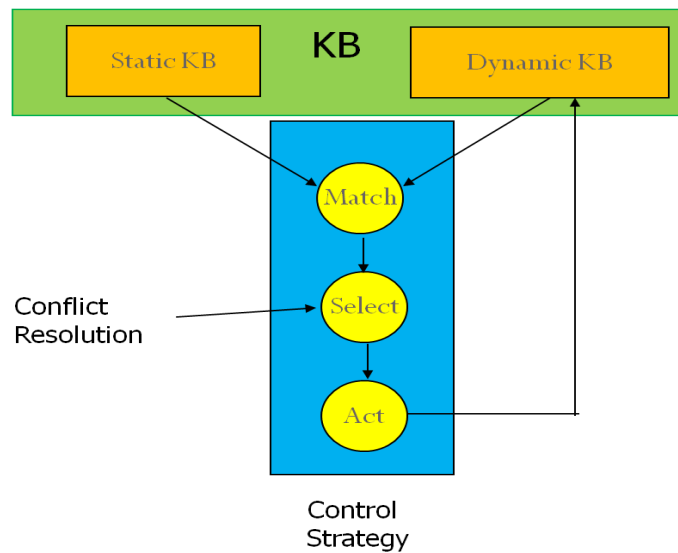 KB
Static KB
Dynamic KB
Match
Select
Conflict
Resolution
Act
Control
Strategy